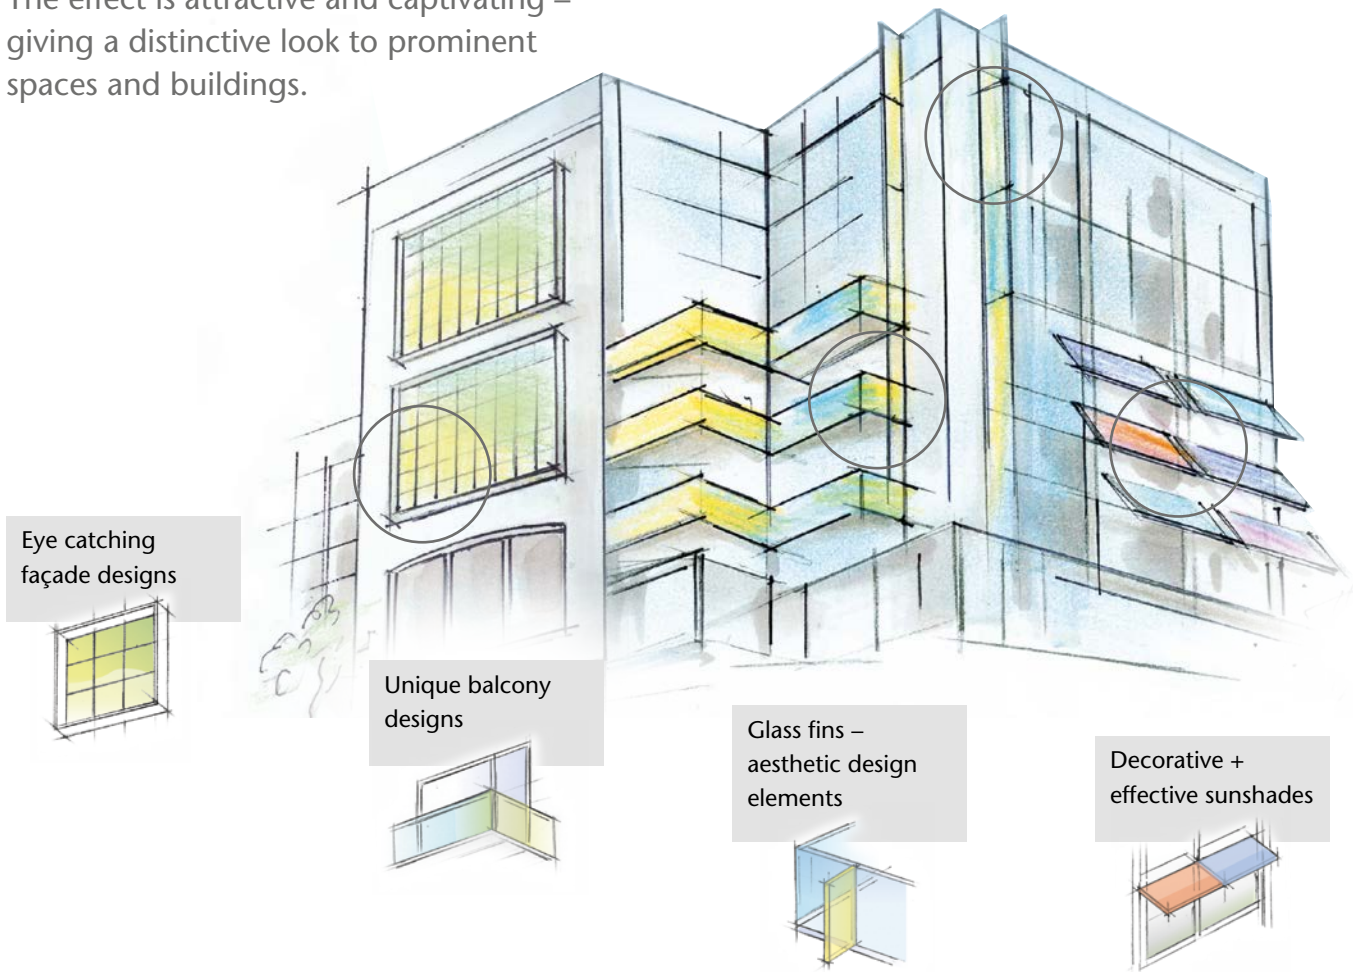 The effect is attractive and captivating –
giving a distinctive look to prominent
spaces and buildings.
Eye catching
façade designs
Unique balcony
designs
Glass fins –
aesthetic design
elements
Decorative +
effective sunshades